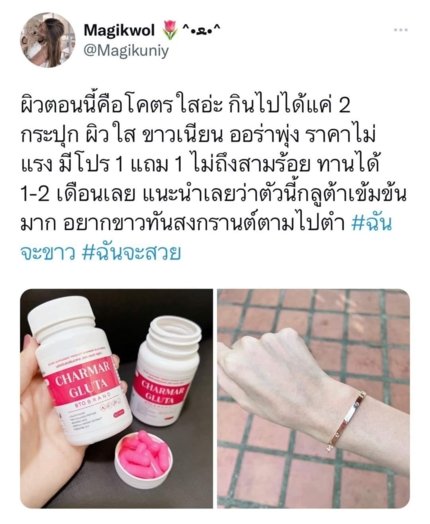 Magikwol 🌷 ^•ﻌ•^
@Magikuniy
ผิวตอนนี้คือโคตรใสอ่ะ กินไปได้แค่ 2
กระปุก ผิวใส ขาวเนียน ออร่าพุ่ง ราคาไม่
แรง มีโปร 1 แถม 1 ไม่ถึงสามร้อย ทานได้
1-2 เดือนเลย แนะนำเลยว่าตัวนี้กลูต้าเข้มข้น
มาก อยากขาวทันสงกรานต์ตามไปตำ #ฉัน
จะขาว #ฉันจะสวย
CHARMAR
GLUTA
BIO BRAND
CHARMAR
GLUTA